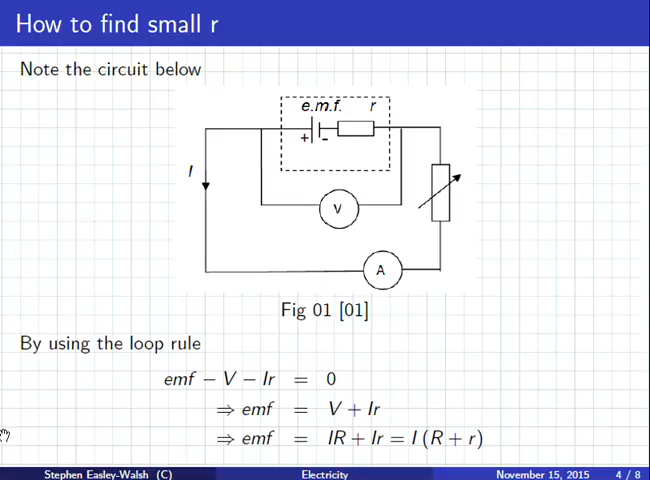 How to find small r
Note the circuit below
e.m.f. r
+ -
I
V
A
Fig 01 [01]
By using the loop rule
emf − V − Ir = 0
⇒ emf = V + Ir
⇒ emf = IR + Ir = I (R + r)
Stephen Easley-Walsh (C) Electricity November 15, 2015 4 / 8